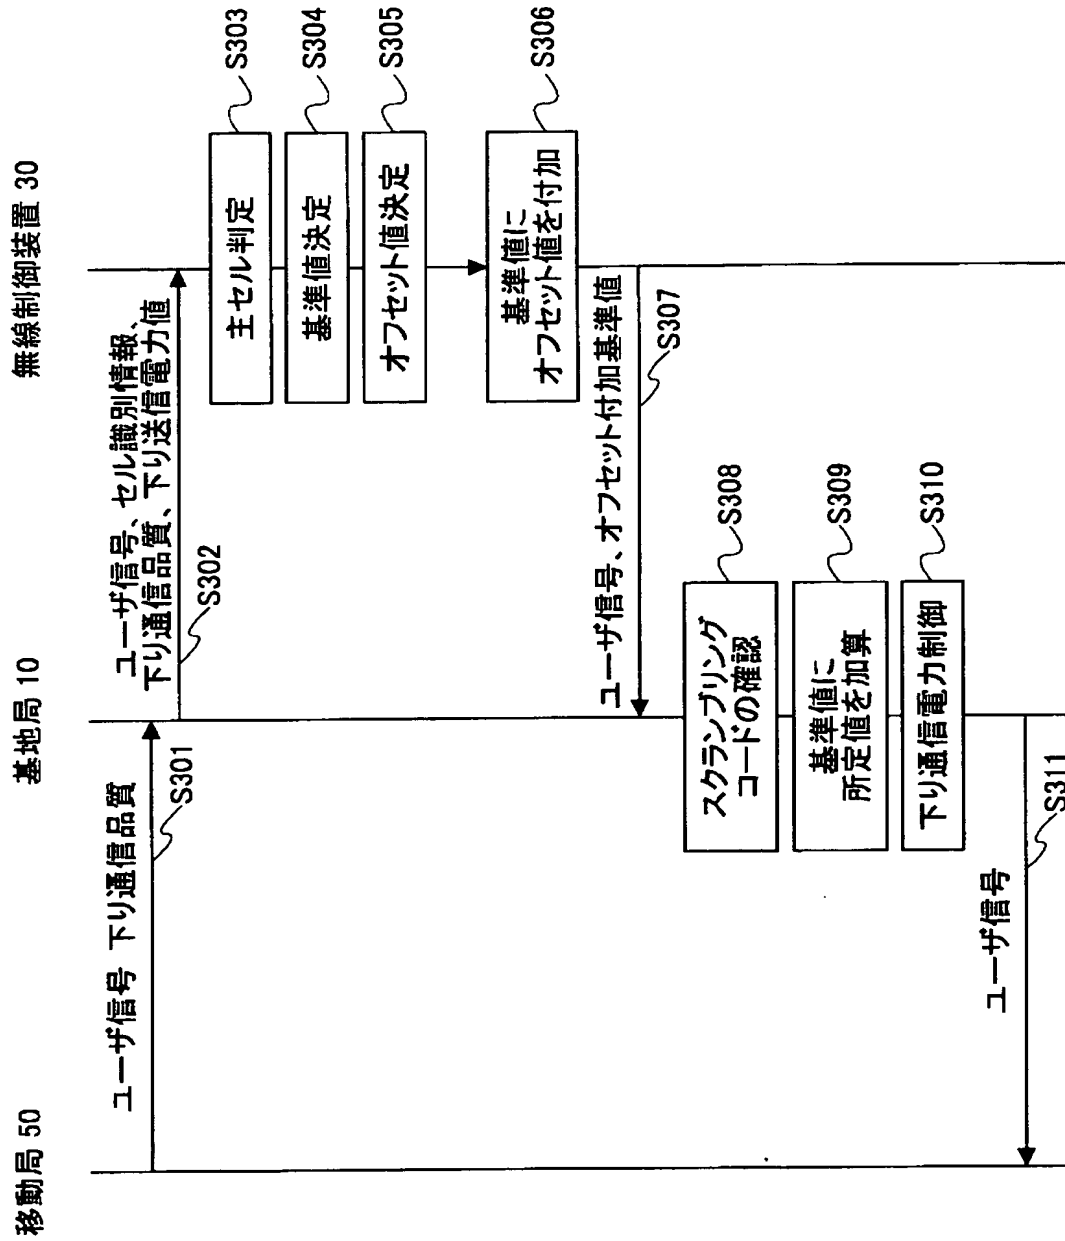 移動局 50
基地局 10
無線制御装置 30
ユーザ信号 下り通信品質
S301
ユーザ信号、セル識別情報、
下り通信品質、下り送信電力値
S302
主セル判定
S303
基準値決定
S304
オフセット値決定
S305
基準値に
オフセット値を付加
S306
ユーザ信号、オフセット付加基準値
S307
スクランブリング
コードの確認
S308
基準値に
所定値を加算
S309
下り通信電力制御
S310
ユーザ信号
S311